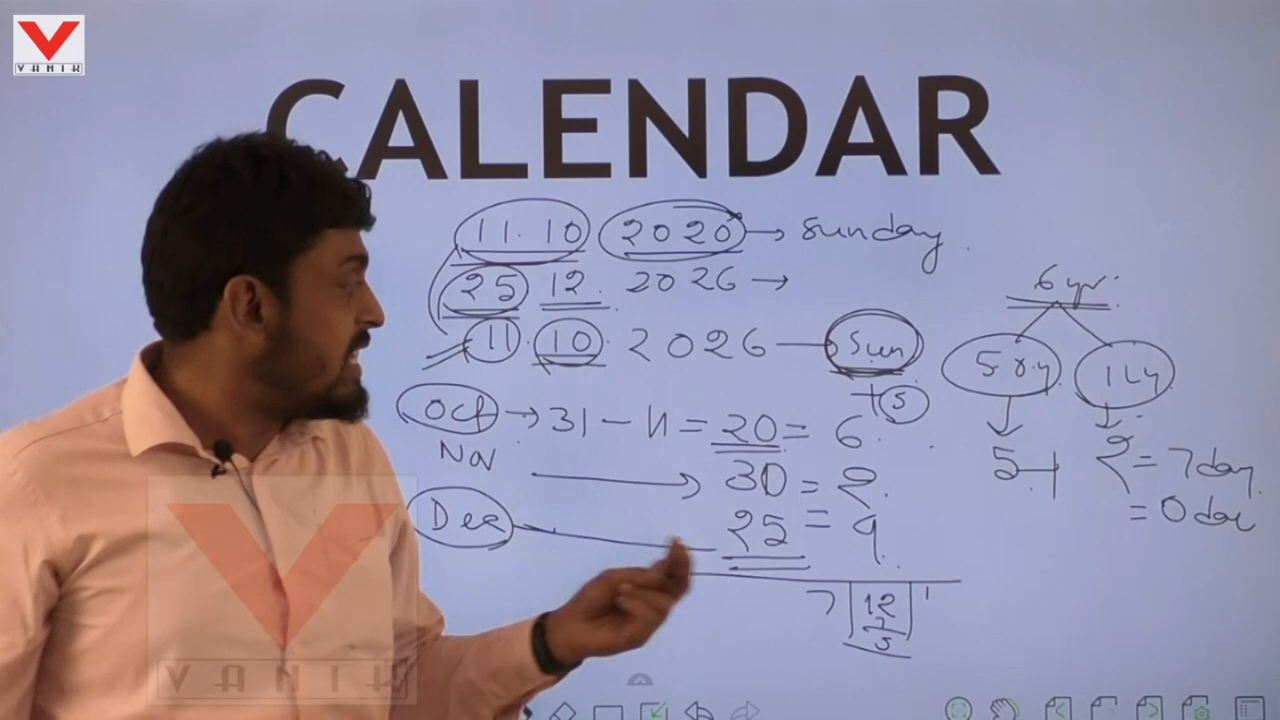 VANIK
CALENDAR
11.10 2020 → Sunday.
25 12. 2026 →
11. 10. 2026 — Sun
+5
6 yr.
5 O.y 1 Ly
5 + 2 = 7 day.
= 0 day
Oct → 31 - 11 = 20 = 6.
Nov → 30 = 2.
Dec — 25 = 4.
7 | 12 | 1
7
5
VANIK